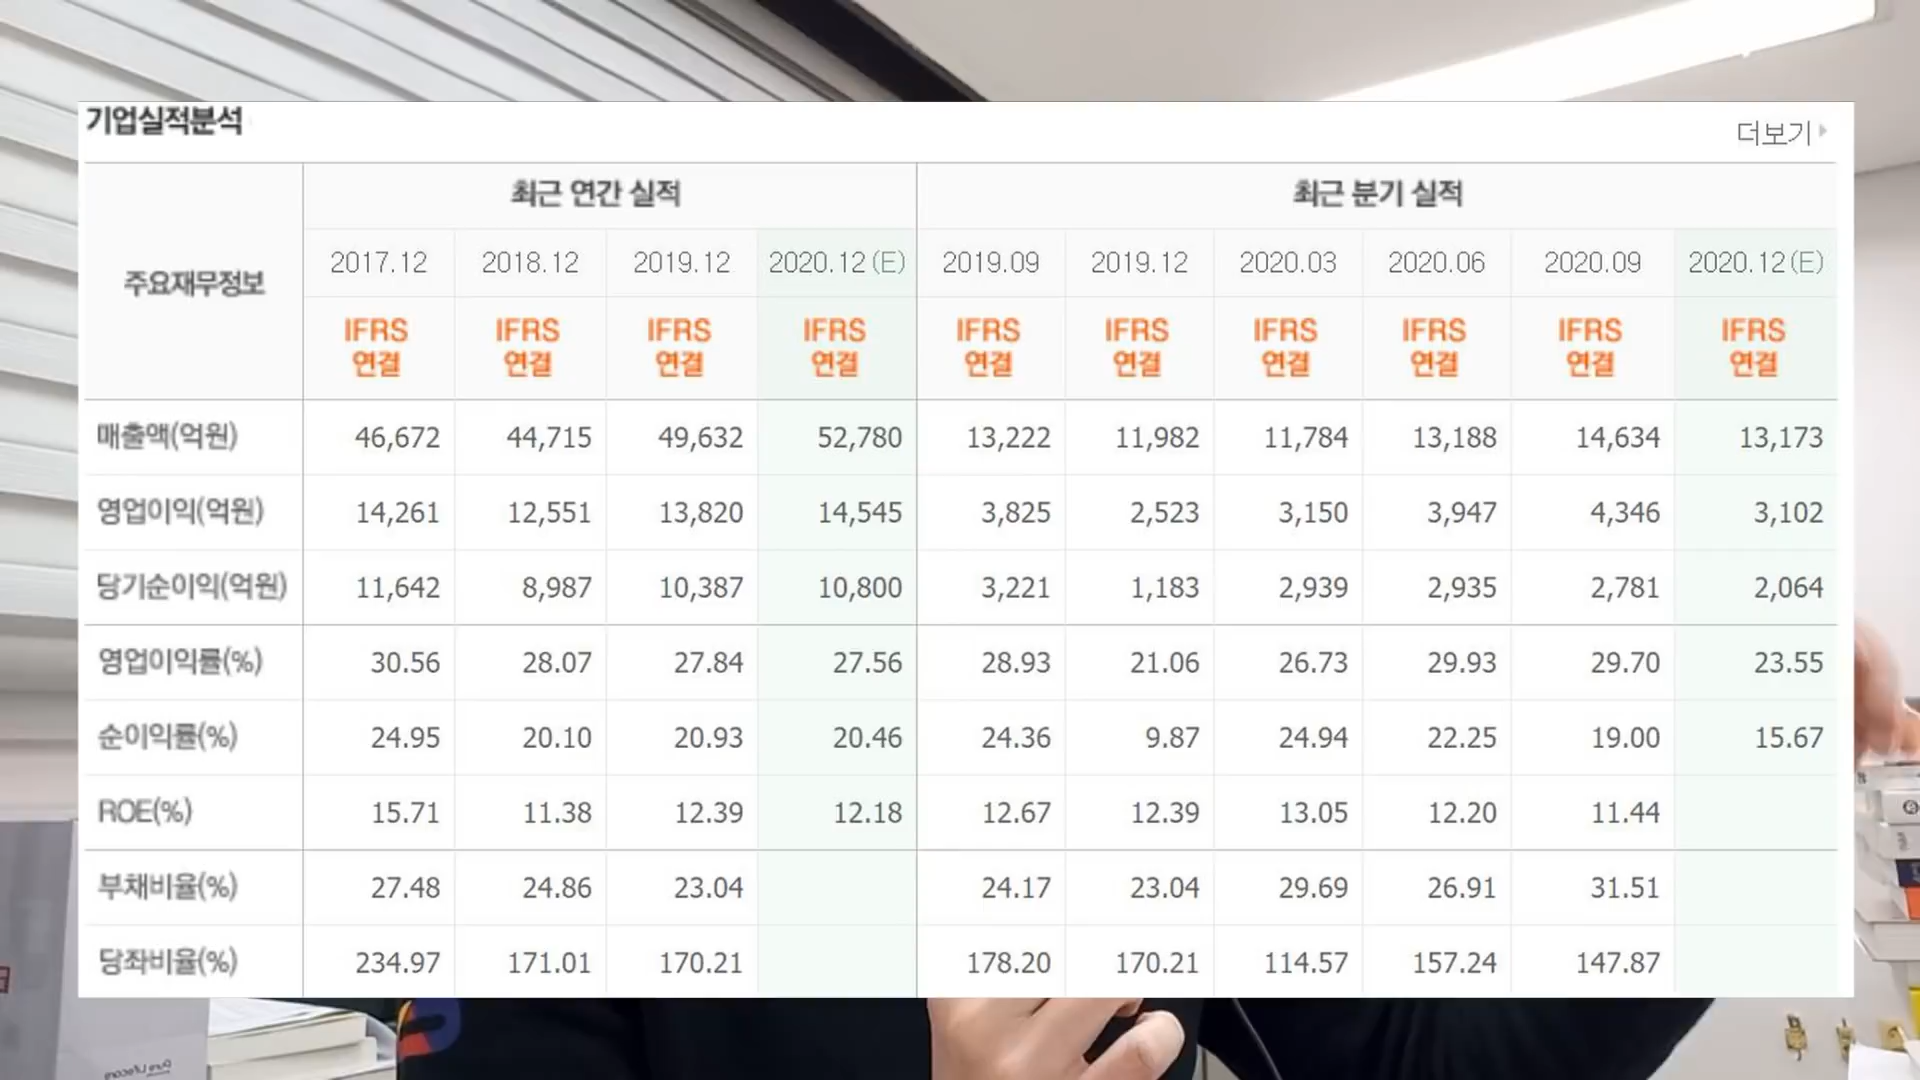 기업실적분석
더보기
주요재무정보 최근 연간 실적 최근 분기 실적
2017.12 2018.12 2019.12 2020.12(E) 2019.09 2019.12 2020.03 2020.06 2020.09 2020.12(E)
IFRS IFRS IFRS IFRS IFRS IFRS IFRS IFRS IFRS IFRS
연결 연결 연결 연결 연결 연결 연결 연결 연결 연결
매출액(억원) 46,672 44,715 49,632 52,780 13,222 11,982 11,784 13,188 14,634 13,173
영업이익(억원) 14,261 12,551 13,820 14,545 3,825 2,523 3,150 3,947 4,346 3,102
당기순이익(억원) 11,642 8,987 10,387 10,800 3,221 1,183 2,939 2,935 2,781 2,064
영업이익률(%) 30.56 28.07 27.84 27.56 28.93 21.06 26.73 29.93 29.70 23.55
순이익률(%) 24.95 20.10 20.93 20.46 24.36 9.87 24.94 22.25 19.00 15.67
ROE(%) 15.71 11.38 12.39 12.18 12.67 12.39 13.05 12.20 11.44
부채비율(%) 27.48 24.86 23.04 24.17 23.04 29.69 26.91 31.51
당좌비율(%) 234.97 171.01 170.21 178.20 170.21 114.57 157.24 147.87